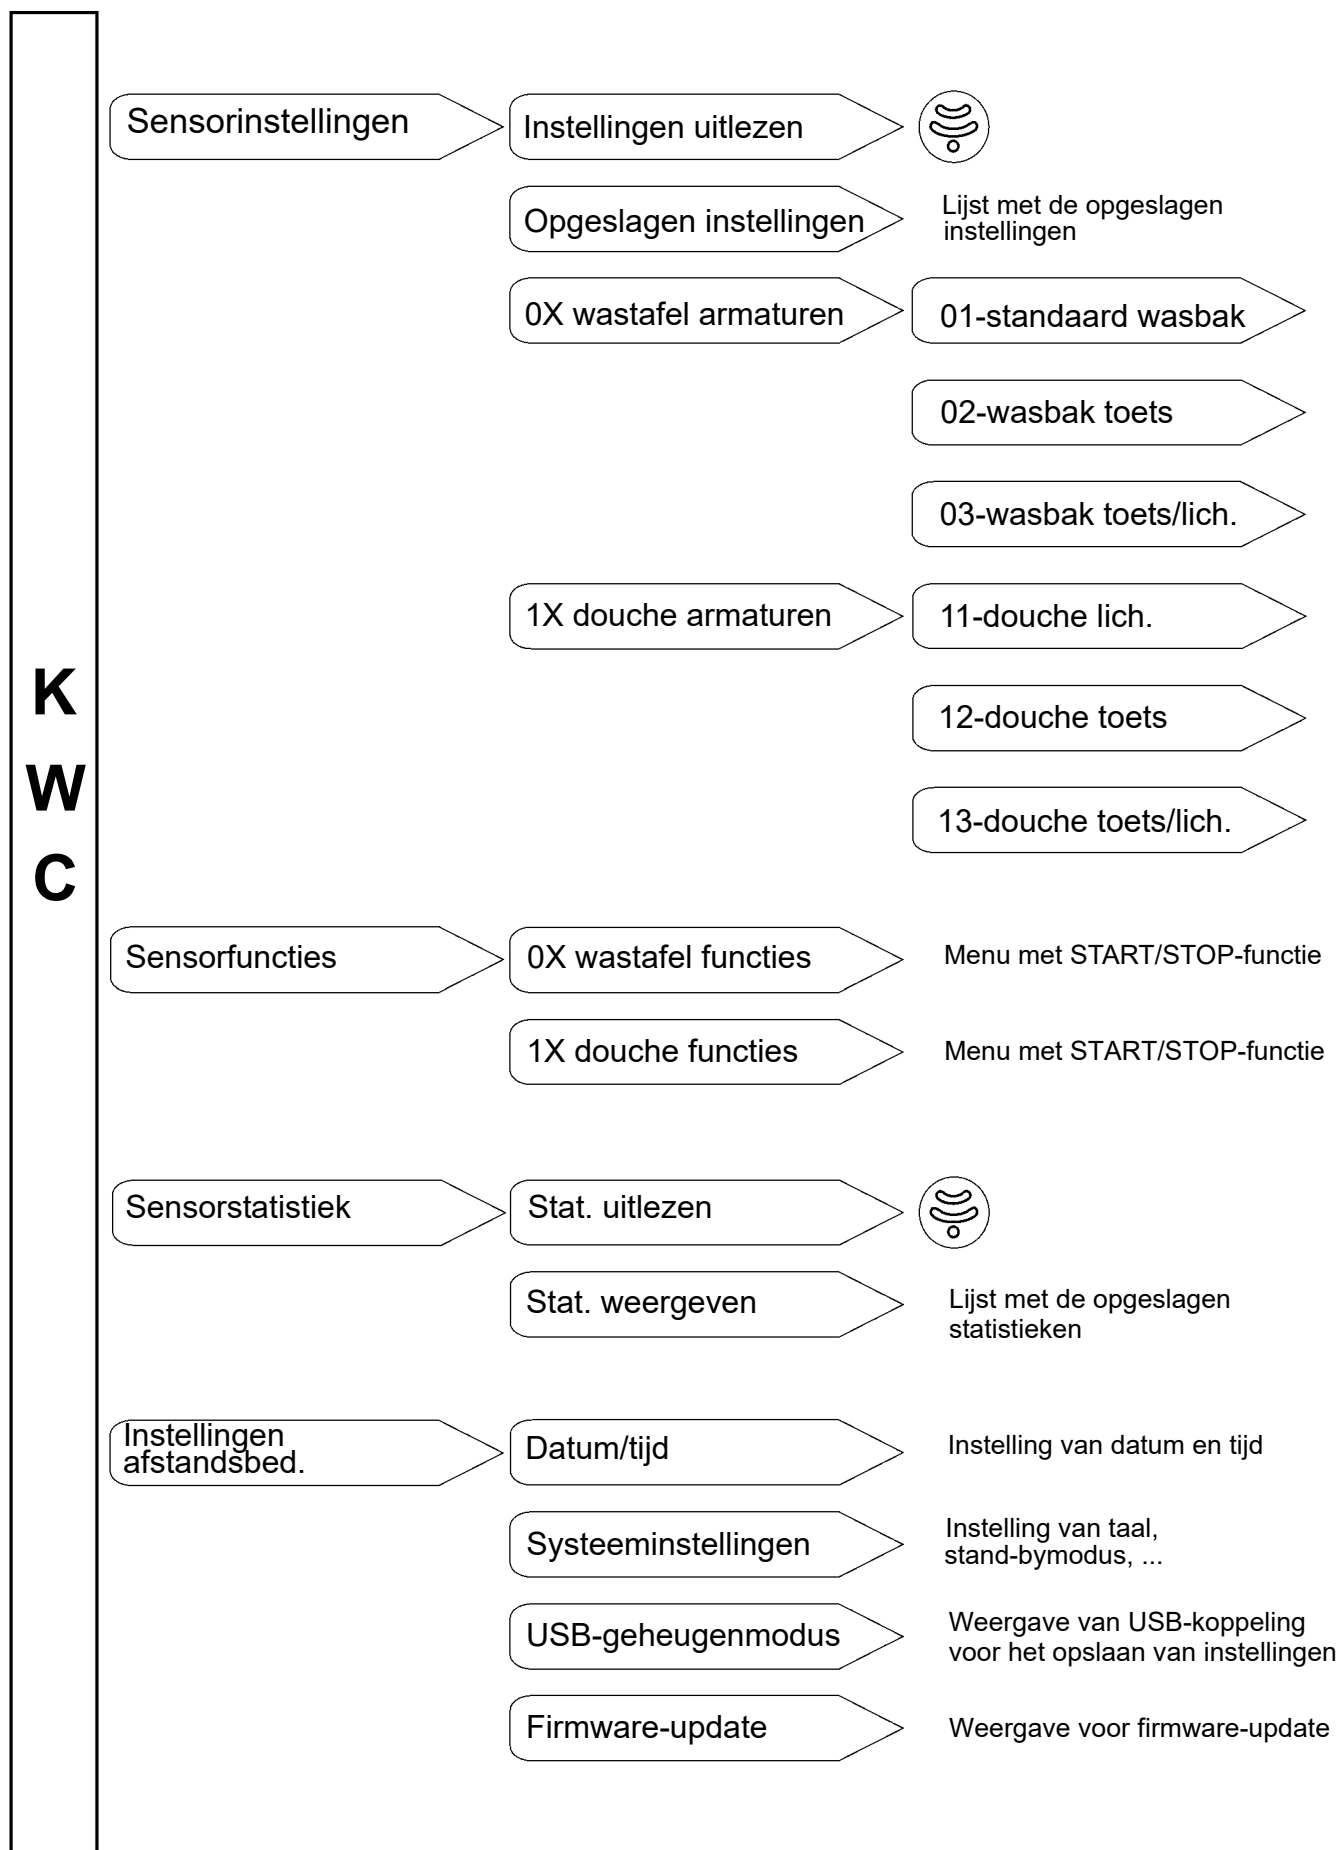 Sensorinstellingen
Instellingen uitlezen
Opgeslagen instellingen
Lijst met de opgeslagen
instellingen
0X wastafel armaturen
01-standaard wasbak
02-wasbak toets
03-wasbak toets/lich.
1X douche armaturen
11-douche lich.
12-douche toets
13-douche toets/lich.
K
W
C
Sensorfuncties
0X wastafel functies
Menu met START/STOP-functie
1X douche functies
Menu met START/STOP-functie
Sensorstatistiek
Stat. uitlezen
Stat. weergeven
Lijst met de opgeslagen
statistieken
Instellingen
afstandsbed.
Datum/tijd
Instelling van datum en tijd
Systeeminstellingen
Instelling van taal,
stand-bymodus, ...
USB-geheugenmodus
Weergave van USB-koppeling
voor het opslaan van instellingen
Firmware-update
Weergave voor firmware-update